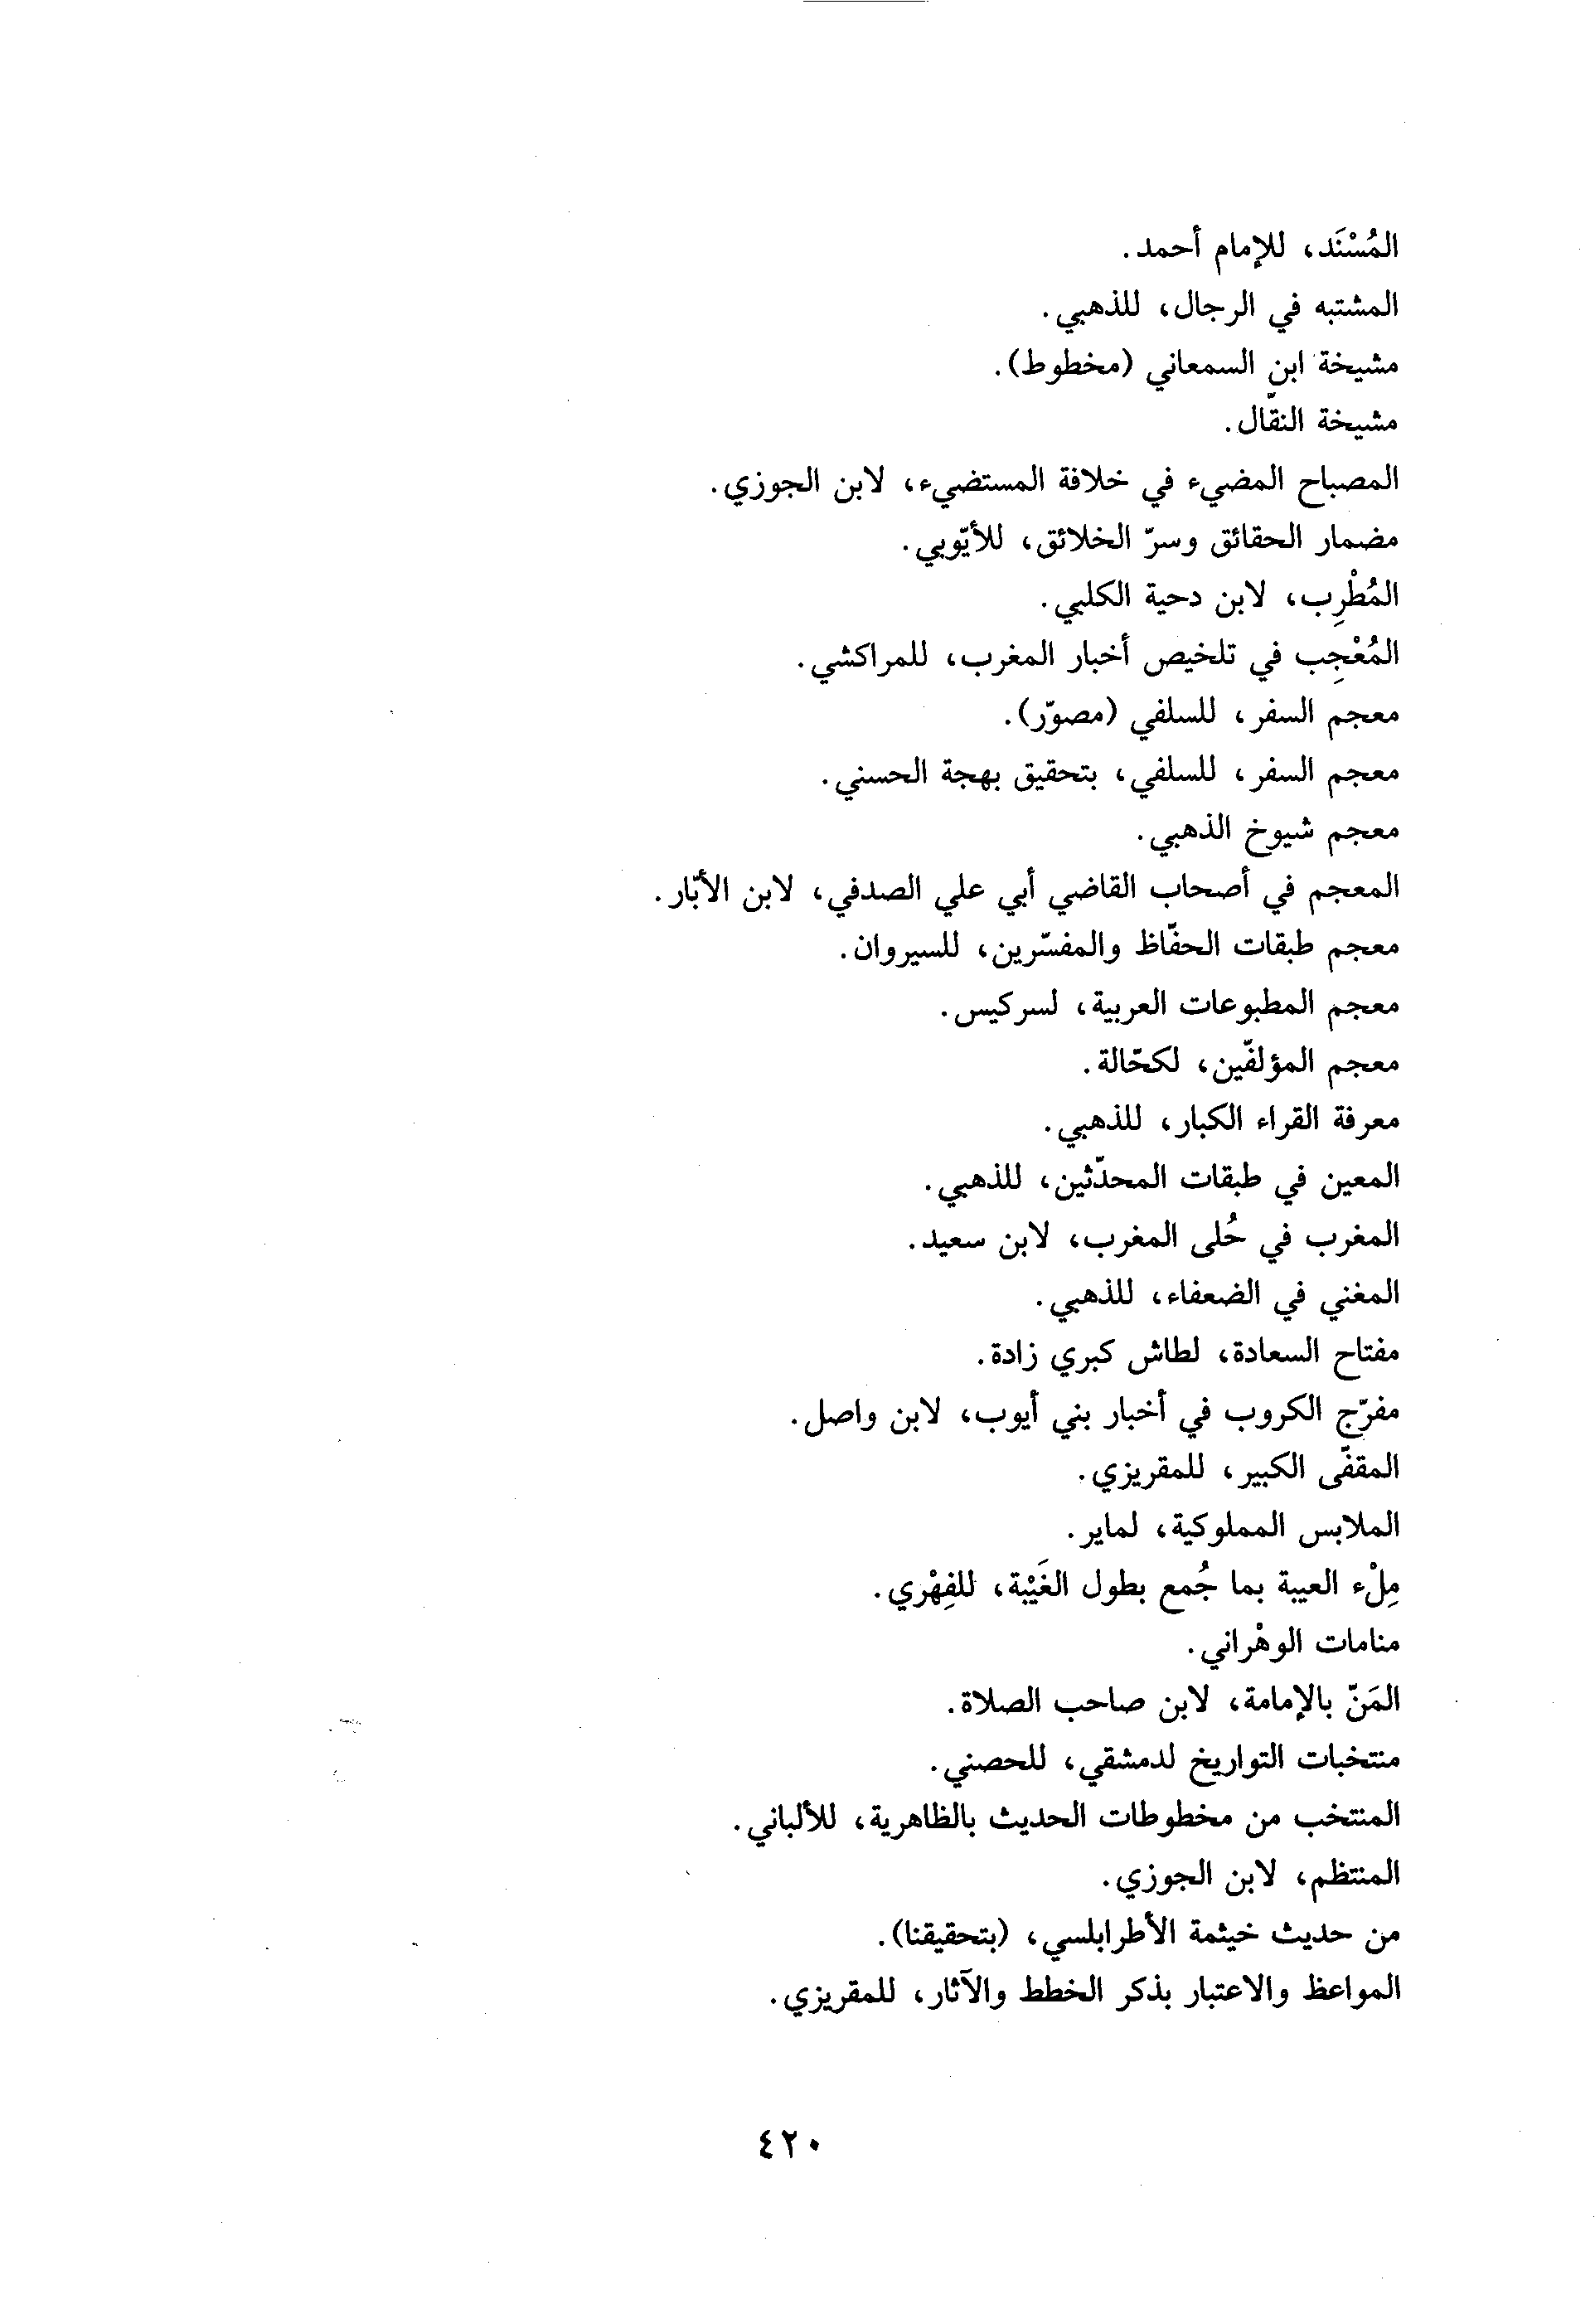 المُسْنَد، للإمام أحمد.
المشتبه في الرجال، للذهبي.
مشيخة ابن السمعاني (مخطوط).
مشيخة النقّال.
المصباح المضيء في خلافة المستضيء، لابن الجوزي.
مضمار الحقائق وسرّ الخلائق، للأيّوبي.
المُطْرِب، لابن دحية الكلبي.
المُعْجِب في تلخيص أخبار المغرب، للمراكشي.
معجم السفر، للسلفي (مصوّر).
معجم السفر، للسلفي، بتحقيق بهجة الحسني.
معجم شيوخ الذهبي.
المعجم في أصحاب القاضي أبي علي الصدفي، لابن الأبّار.
معجم طبقات الحفّاظ والمفسّرين، للسيروان.
معجم المطبوعات العربية، لسركيس.
معجم المؤلفّين، لكحّالة.
معرفة القراء الكبار، للذهبي.
المعين في طبقات المحدّثين، للذهبي.
المغرب في حُلى المغرب، لابن سعيد.
المغني في الضعفاء، للذهبي.
مفتاح السعادة، لطاش كبري زادة.
مفرّج الكروب في أخبار بني أيوب، لابن واصل.
المقفّى الكبير، للمقريزي.
الملابس المملوكية، لماير.
مِلْء العيبة بما جُمع بطول الغَيْبة، للفِهْري.
منامات الوهْراني.
المَنّ بالإمامة، لابن صاحب الصلاة.
منتخبات التواريخ لدمشقي، للحصني.
المنتخب من مخطوطات الحديث بالظاهرية، للألباني.
المنتظم، لابن الجوزي.
من حديث خيثمة الأطرابلسي، (بتحقيقنا).
المواعظ والاعتبار بذكر الخطط والآثار، للمقريزي.
٤٢٠